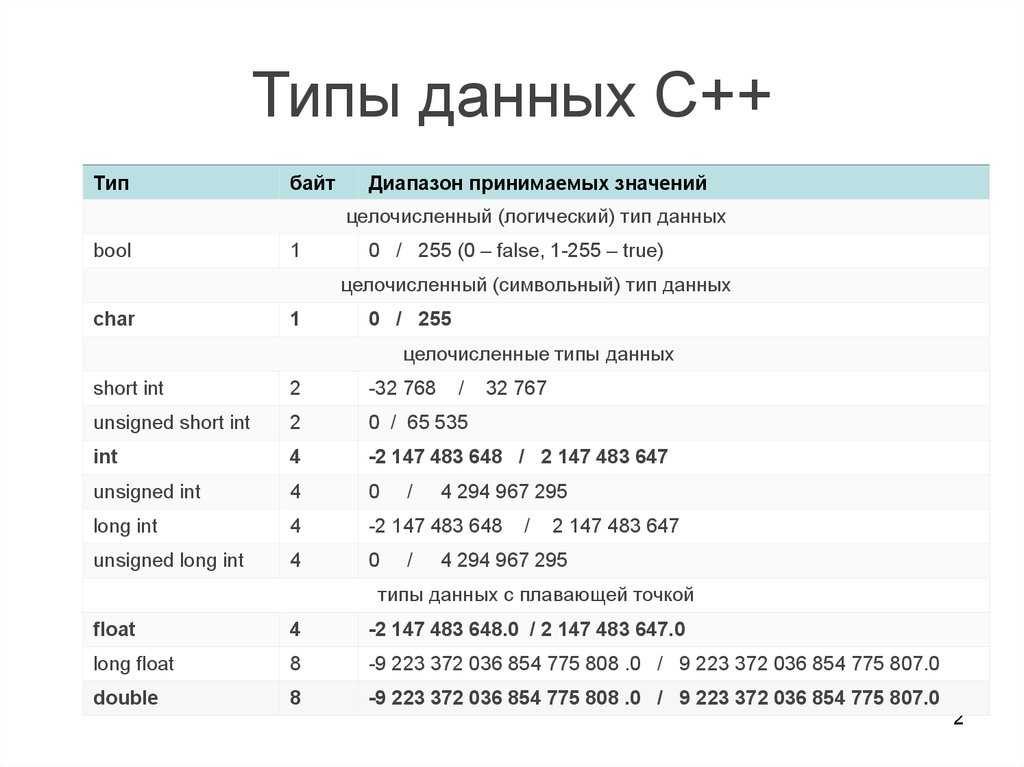 Типы данных С++
Тип байт Диапазон принимаемых значений
целочисленный (логический) тип данных
bool 1 0 / 255 (0 – false, 1-255 – true)
целочисленный (символьный) тип данных
char 1 0 / 255
целочисленные типы данных
short int 2 -32 768 / 32 767
unsigned short int 2 0 / 65 535
int 4 -2 147 483 648 / 2 147 483 647
unsigned int 4 0 / 4 294 967 295
long int 4 -2 147 483 648 / 2 147 483 647
unsigned long int 4 0 / 4 294 967 295
типы данных с плавающей точкой
float 4 -2 147 483 648.0 / 2 147 483 647.0
long float 8 -9 223 372 036 854 775 808 .0 / 9 223 372 036 854 775 807.0
double 8 -9 223 372 036 854 775 808 .0 / 9 223 372 036 854 775 807.0
2